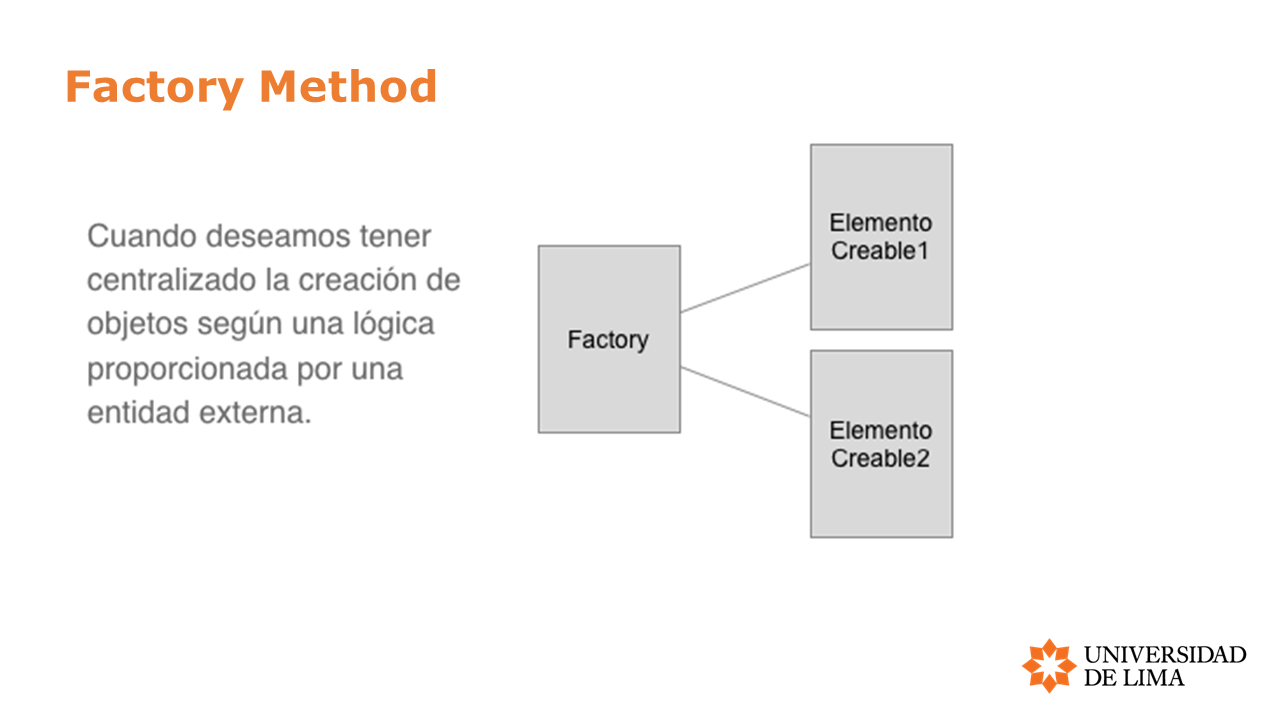 Factory Method
Cuando deseamos tener
centralizado la creación de
objetos según una lógica
proporcionada por una
entidad externa.
Factory
Elemento
Creable1
Elemento
Creable2
UNIVERSIDAD
DE LIMA